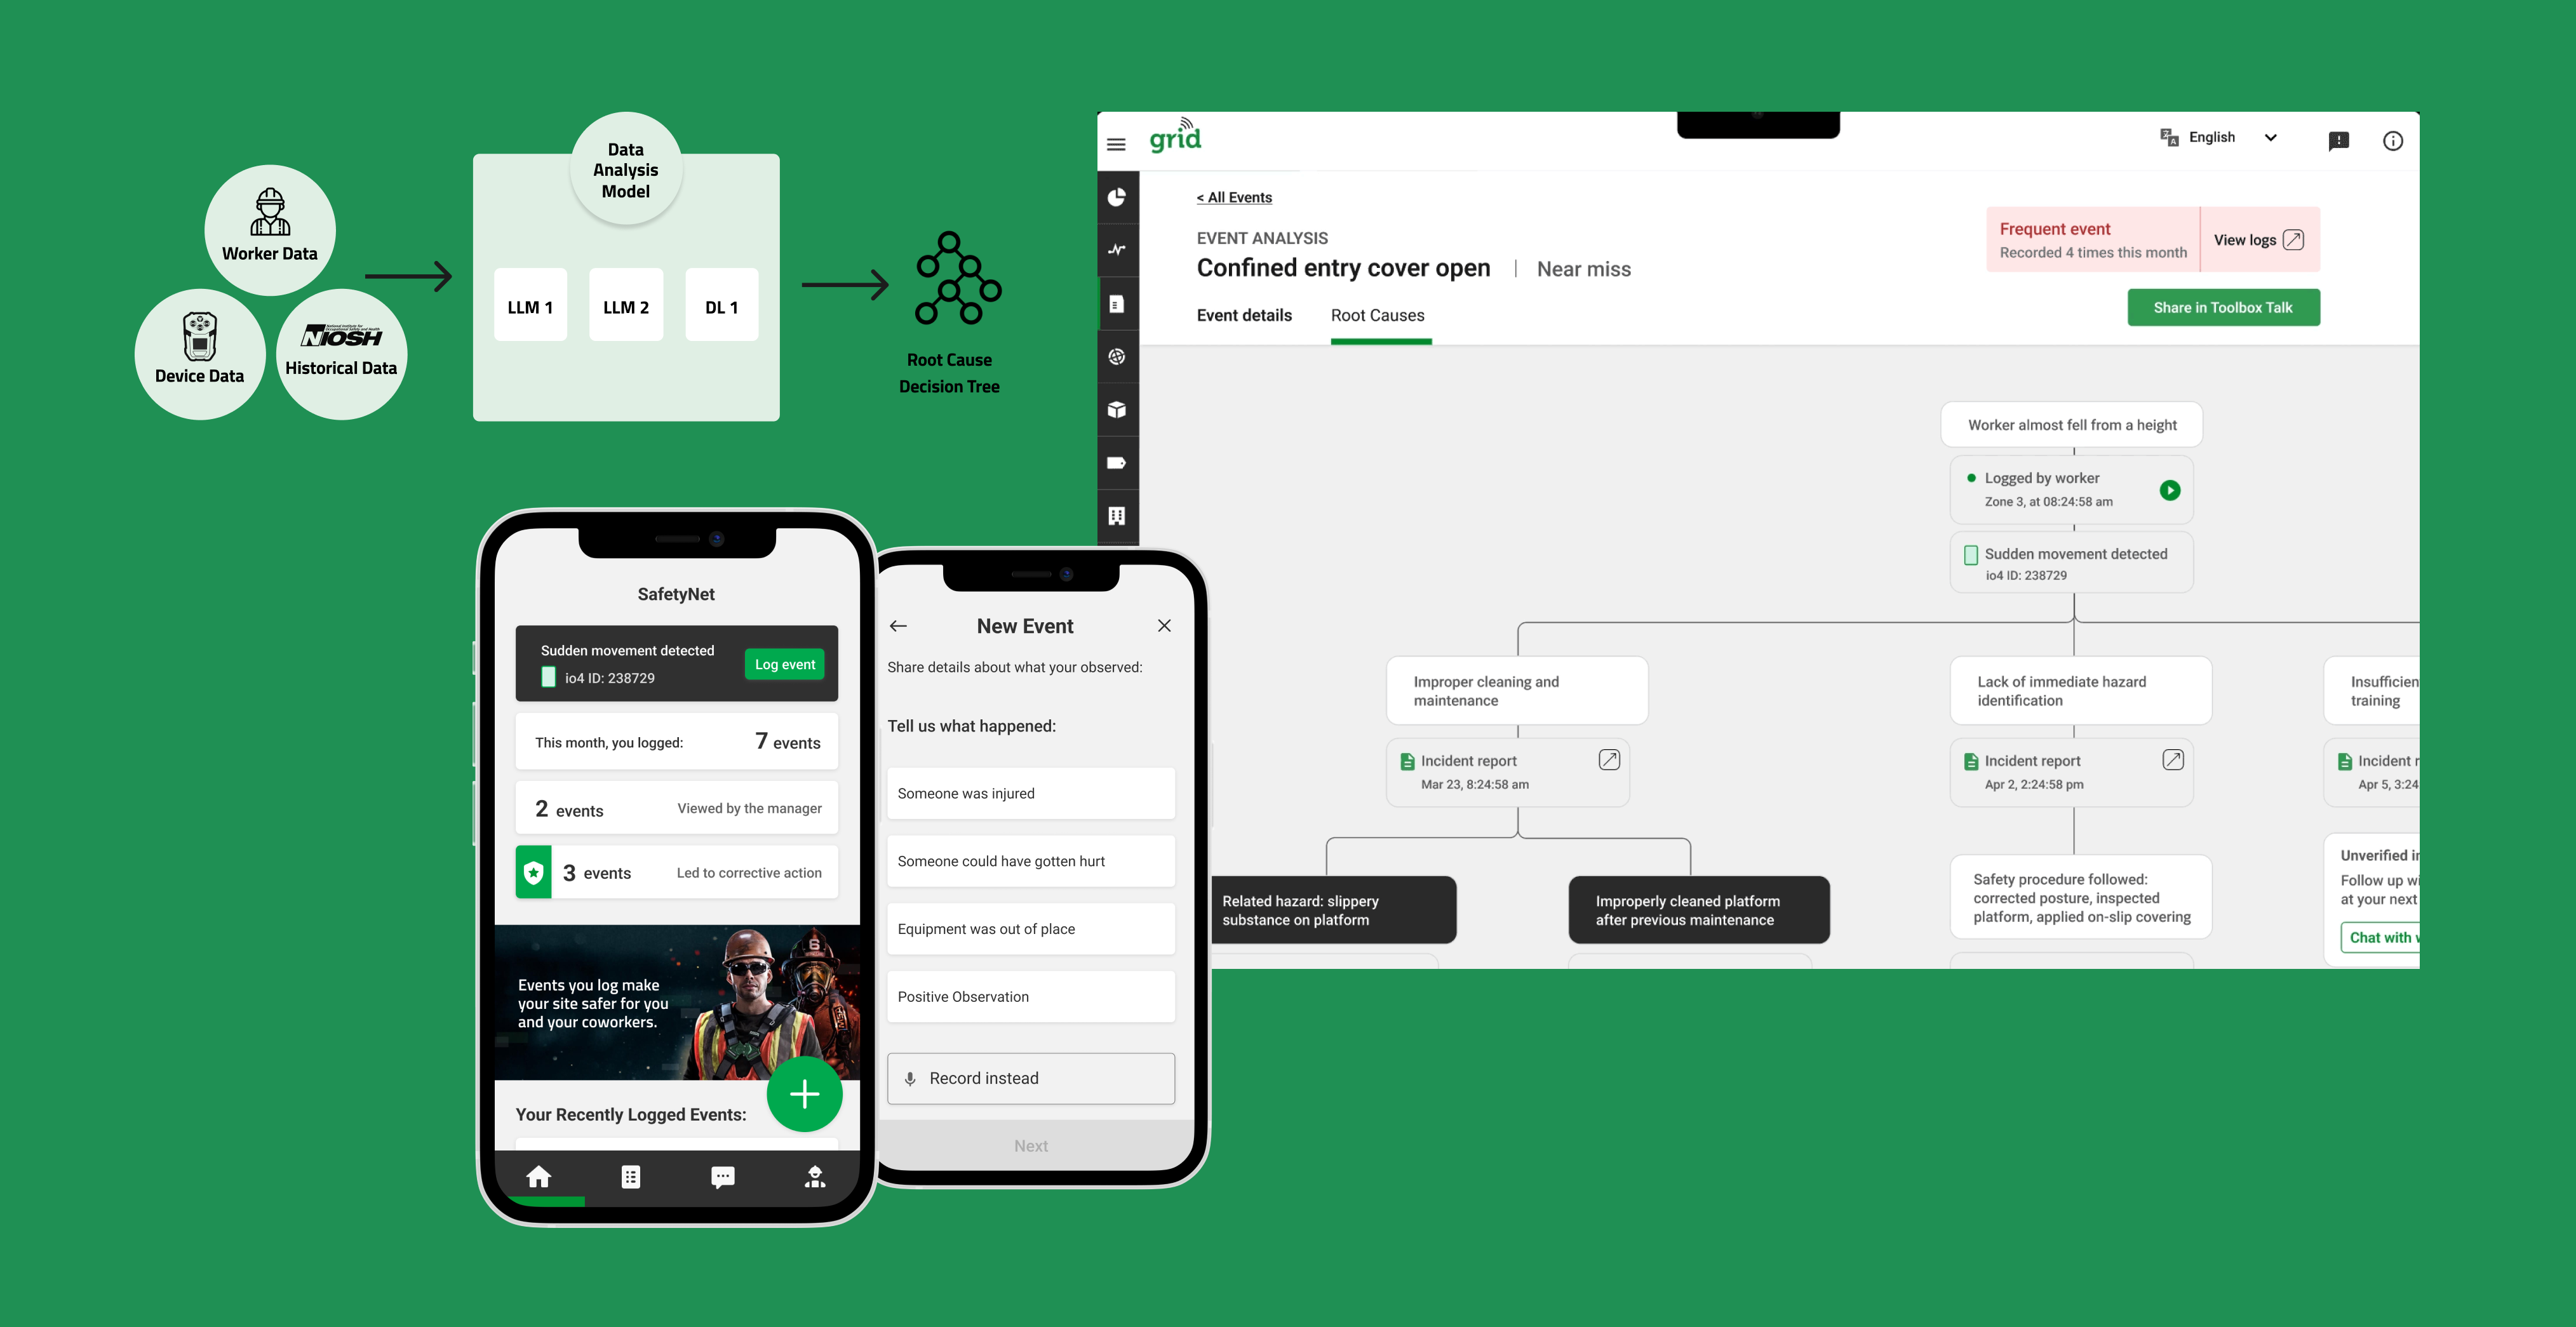 Worker Data
Device Data
NIOSH
Historical Data
Data
Analysis
Model
LLM 1
LLM 2
DL 1
Root Cause
Decision Tree
grid
English
< All Events
EVENT ANALYSIS
Confined entry cover open | Near miss
Event details
Root Causes
Frequent event
Recorded 4 times this month
View logs
Share in Toolbox Talk
Worker almost fell from a height
Logged by worker
Zone 3, at 08:24:58 am
Sudden movement detected
io4 ID: 238729
Improper cleaning and
maintenance
Incident report
Mar 23, 8:24:58 am
Related hazard: slippery
substance on platform
Improperly cleaned platform
after previous maintenance
Lack of immediate hazard
identification
Incident report
Apr 2, 2:24:58 pm
Safety procedure followed:
corrected posture, inspected
platform, applied on-slip covering
Insufficien
training
Incident r
Apr 5, 3:24
Unverified ir
Follow up wi
at your next
Chat with w
SafetyNet
Sudden movement detected
io4 ID: 238729
Log event
This month, you logged:
7 events
2 events
Viewed by the manager
3 events
Led to corrective action
Events you log make
your site safer for you
and your coworkers.
Your Recently Logged Events:
New Event
Share details about what your observed:
Tell us what happened:
Someone was injured
Someone could have gotten hurt
Equipment was out of place
Positive Observation
Record instead
Next